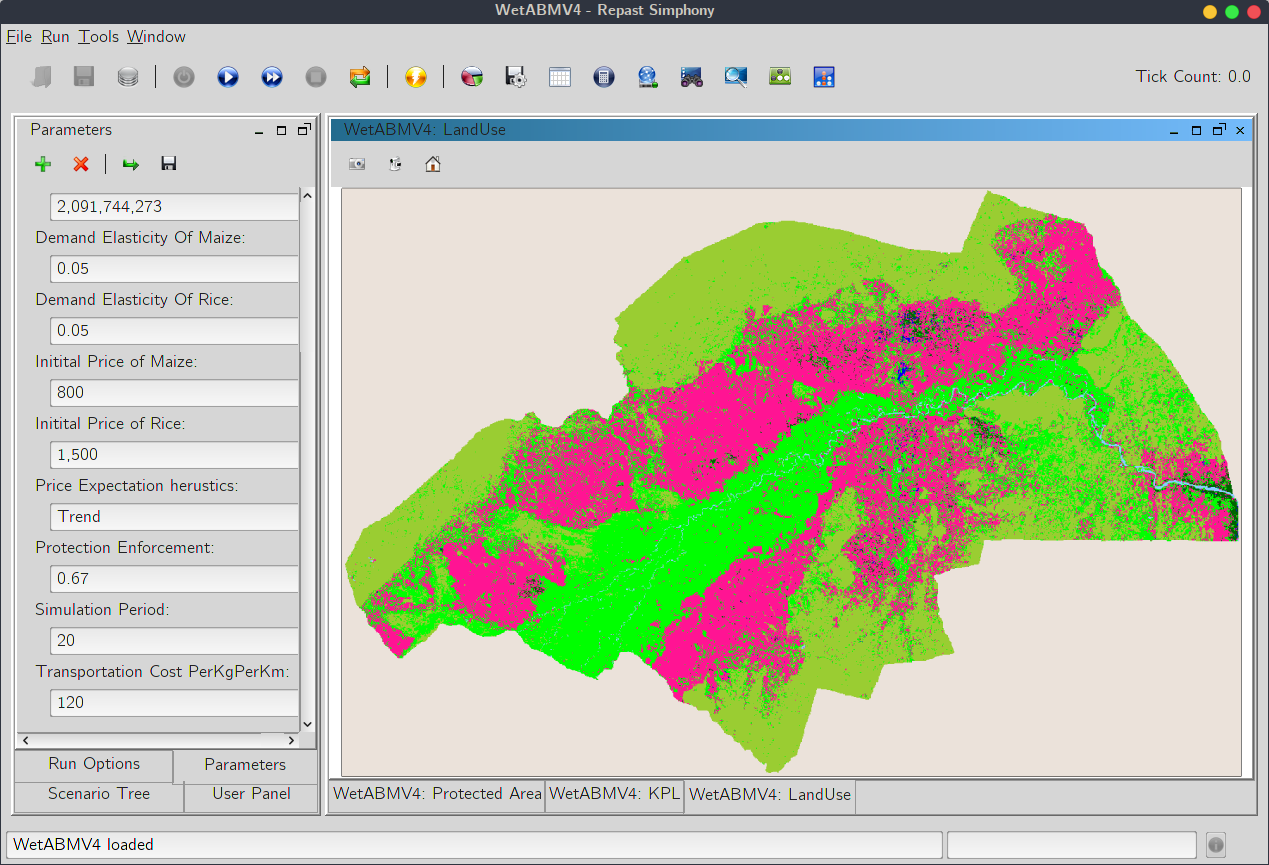 WetABMV4 - Repast Simphony
File Run Tools Window
Tick Count: 0.0
Parameters
2,091,744,273
Demand Elasticity Of Maize:
0.05
Demand Elasticity Of Rice:
0.05
Initital Price of Maize:
800
Initital Price of Rice:
1,500
Price Expectation herustics:
Trend
Protection Enforcement:
0.67
Simulation Period:
20
Transportation Cost PerKgPerKm:
120
Run Options Parameters
Scenario Tree User Panel
WetABMV4: LandUse
WetABMV4: Protected Area WetABMV4: KPL WetABMV4: LandUse
WetABMV4 loaded